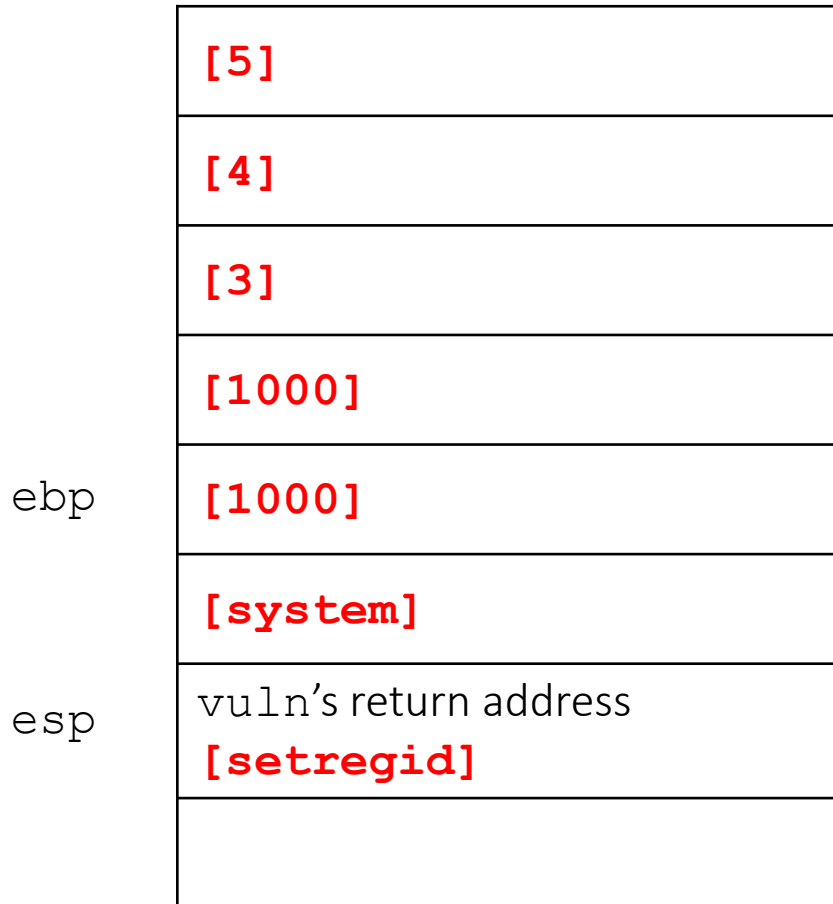 [5]
[4]
[3]
[1000]
ebp [1000]
[system]
esp vuln’s return address
[setregid]